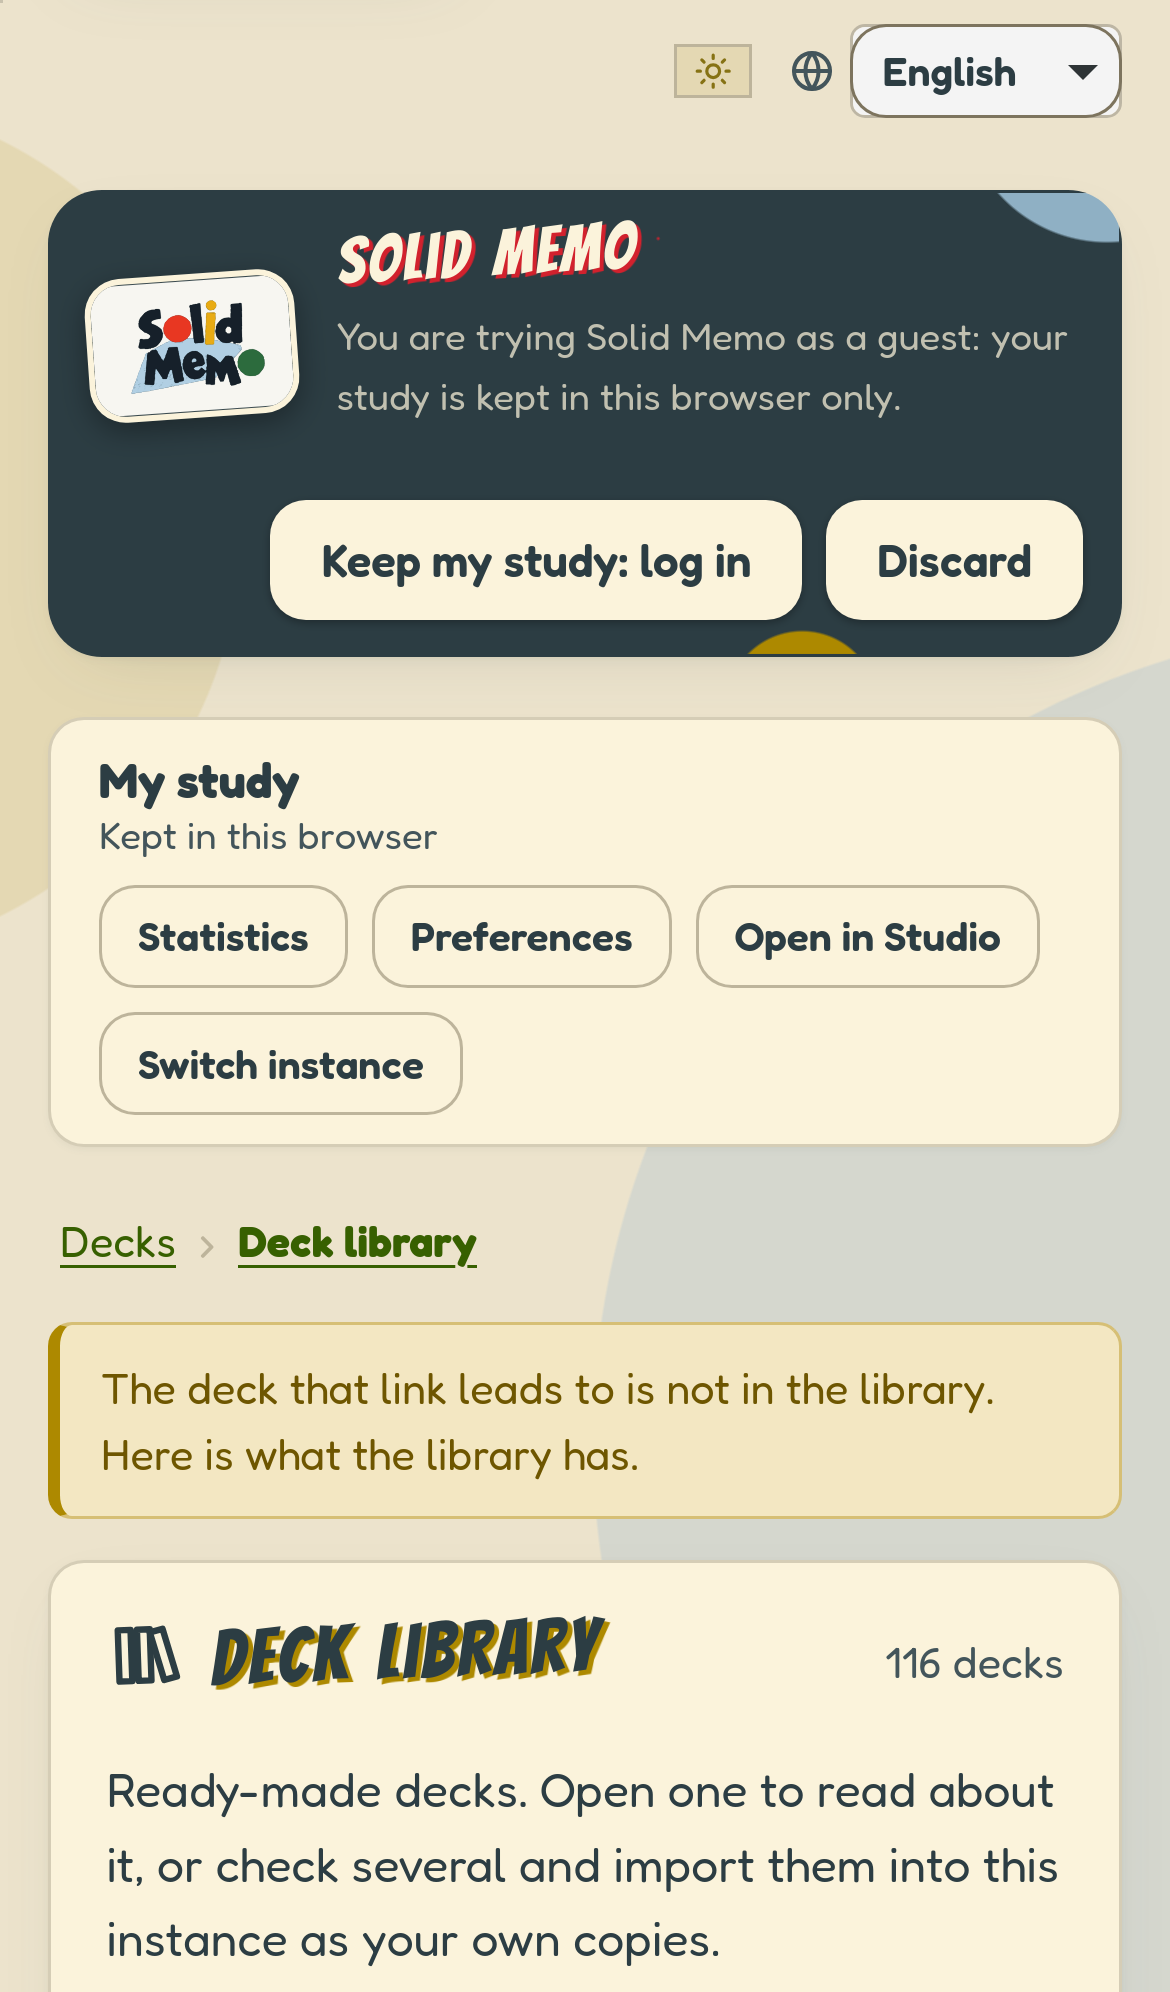 English
SOLID MEMO
Solid
Memo
You are trying Solid Memo as a guest: your
study is kept in this browser only.
Keep my study: log in
Discard
My study
Kept in this browser
Statistics
Preferences
Open in Studio
Switch instance
Decks > Deck library
The deck that link leads to is not in the library.
Here is what the library has.
DECK LIBRARY
116 decks
Ready-made decks. Open one to read about
it, or check several and import them into this
instance as your own copies.